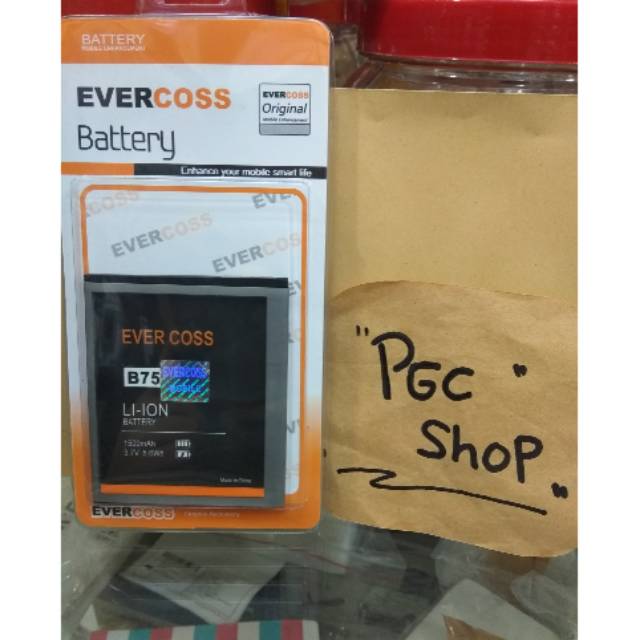 BATTERY
EVERCOSS
Battery
EVERCOSS
Original
Enhance your mobile smart life
EVERCOSS
EVERCOSS
EVER COSS
B75
EVERCOSS
MOBILE
LI-ION
BATTERY
3.7V
Made in China
EVERCOSS
"PGC"
"SHOP"